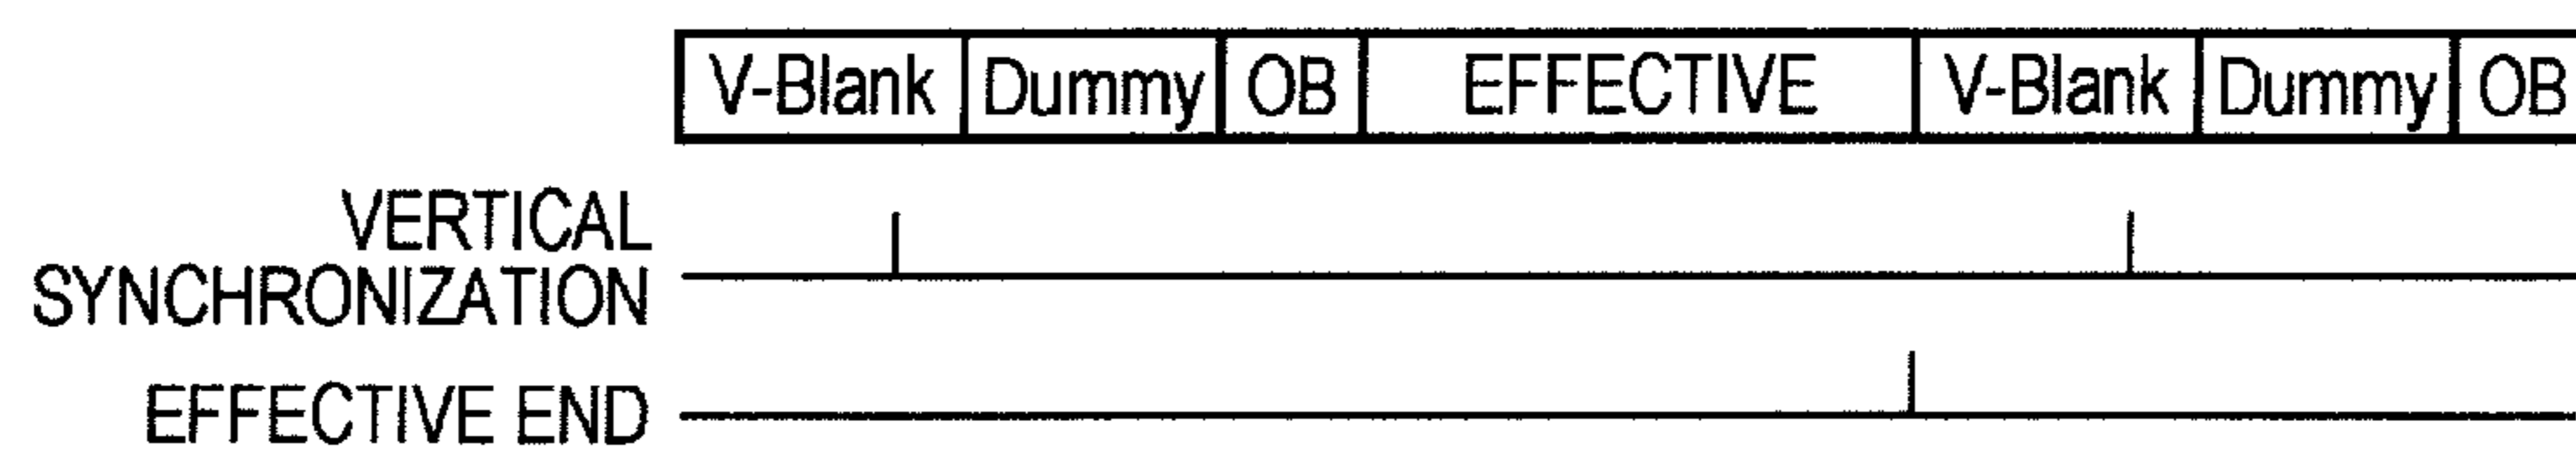 V-Blank Dummy OB EFFECTIVE V-Blank Dummy OB
VERTICAL
SYNCHRONIZATION
EFFECTIVE END